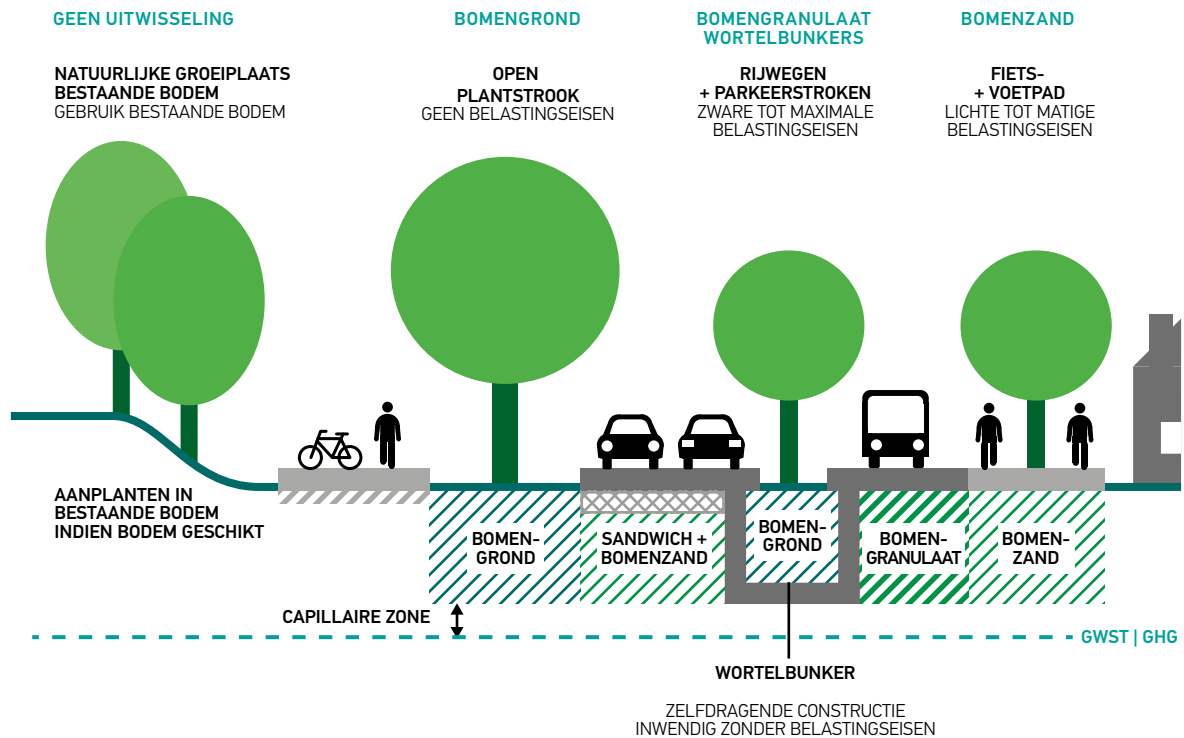 GEEN UITWISSELING
NATUURLIJKE GROEIPLAATS
BESTAANDE BODEM
GEBRUIK BESTAANDE BODEM
BOMENGROND
OPEN
PLANTSTROOK
GEEN BELASTINGSEISEN
BOMENGRANULAAT
WORTELBUNKERS
RIJWEGEN
+ PARKEERSTROKEN
ZWARE TOT MAXIMALE
BELASTINGSEISEN
BOMENZAND
FIETS-
+ VOETPAD
LICHTE TOT MATIGE
BELASTINGSEISEN
AANPLANTEN IN
BESTAANDE BODEM
INDIEN BODEM GESCHIKT
BOMEN-
GROND
SANDWICH +
BOMENZAND
BOMEN-
GROND
BOMEN-
GRANULAAT
BOMEN-
ZAND
CAPILLAIRE ZONE
GWST | GHG
WORTELBUNKER
ZELFDRAGENDE CONSTRUCTIE
INWENDIG ZONDER BELASTINGSEISEN